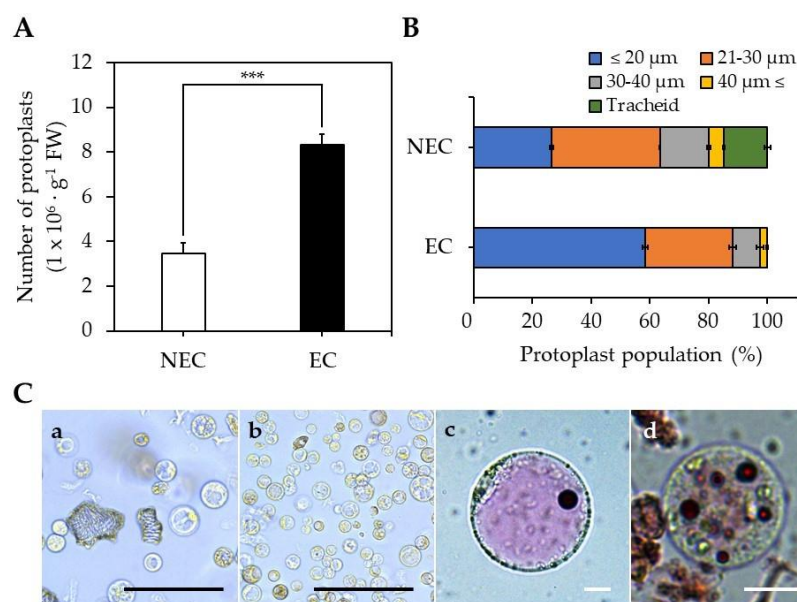 A
Number of protoplasts
(1 x 10⁶ · g⁻¹ FW)
12
10
8
6
4
2
0
***
NEC
EC
B
≤ 20 µm
21-30 µm
30-40 µm
40 µm ≤
Tracheid
NEC
EC
0 20 40 60 80 100
Protoplast population (%)
C
a
b
c
d